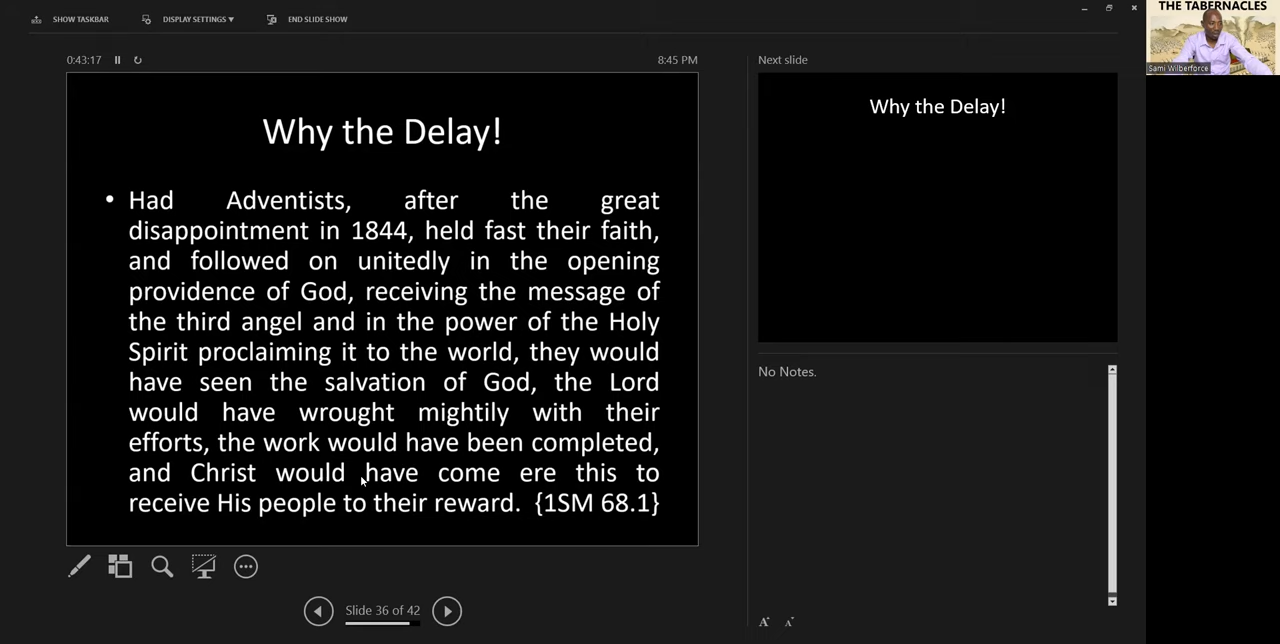 SHOW TASKBAR
DISPLAY SETTINGS ▾
END SLIDE SHOW
THE TABERNACLES
Sami Wilberforce
0:43:17
8:45 PM
Why the Delay!
• Had Adventists, after the great
disappointment in 1844, held fast their faith,
and followed on unitedly in the opening
providence of God, receiving the message of
the third angel and in the power of the Holy
Spirit proclaiming it to the world, they would
have seen the salvation of God, the Lord
would have wrought mightily with their
efforts, the work would have been completed,
and Christ would have come ere this to
receive His people to their reward. {1SM 68.1}
Slide 36 of 42
Next slide
Why the Delay!
No Notes.
A A